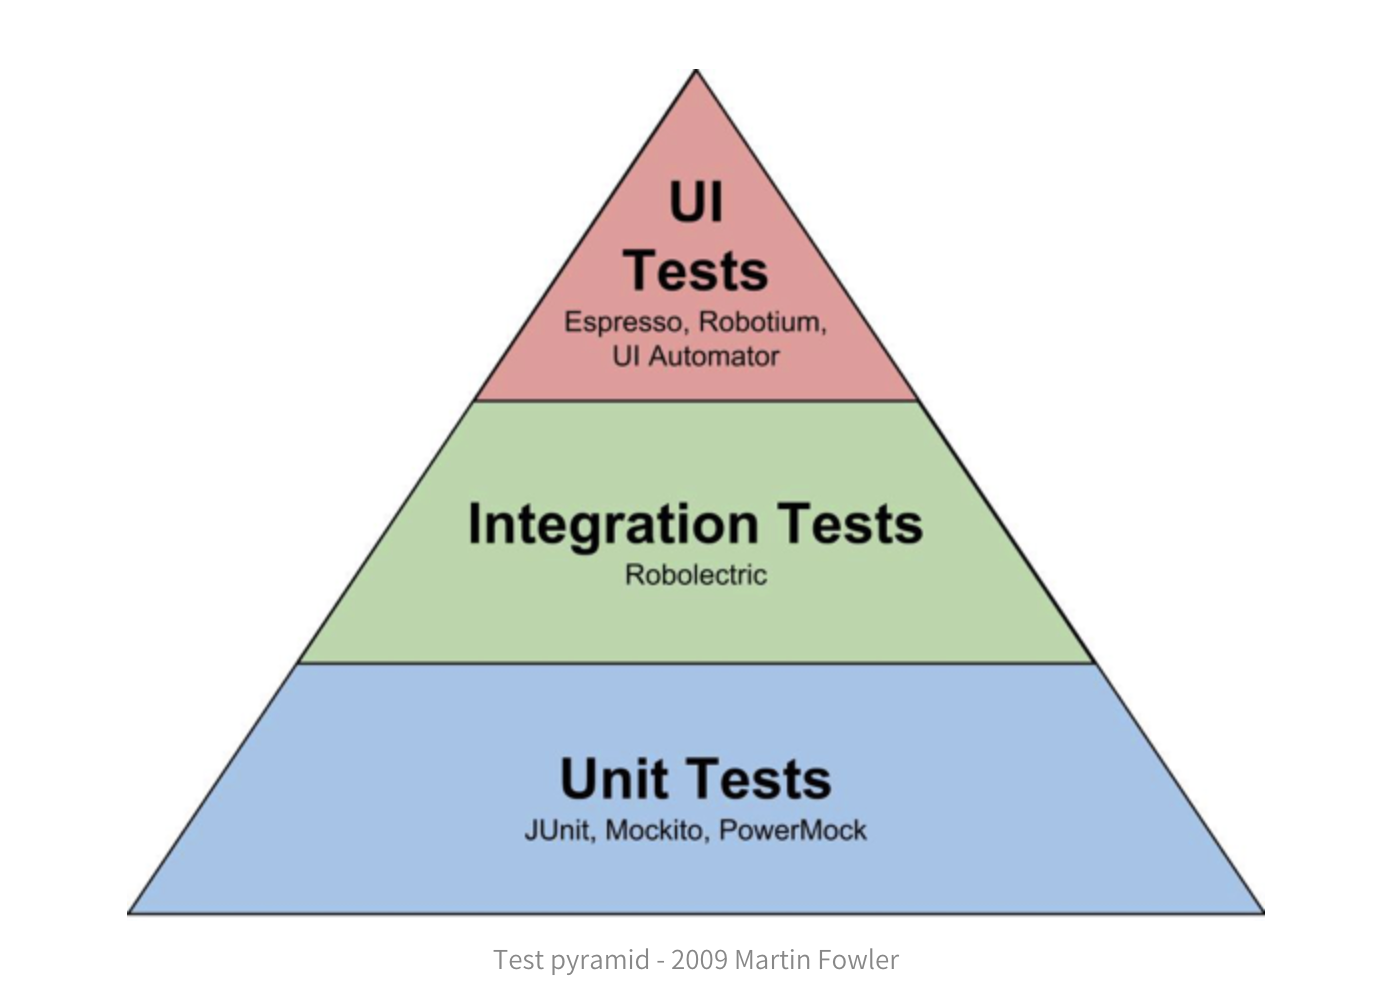 UI
Tests
Espresso, Robotium,
UI Automator
Integration Tests
Robolectric
Unit Tests
JUnit, Mockito, PowerMock
Test pyramid - 2009 Martin Fowler